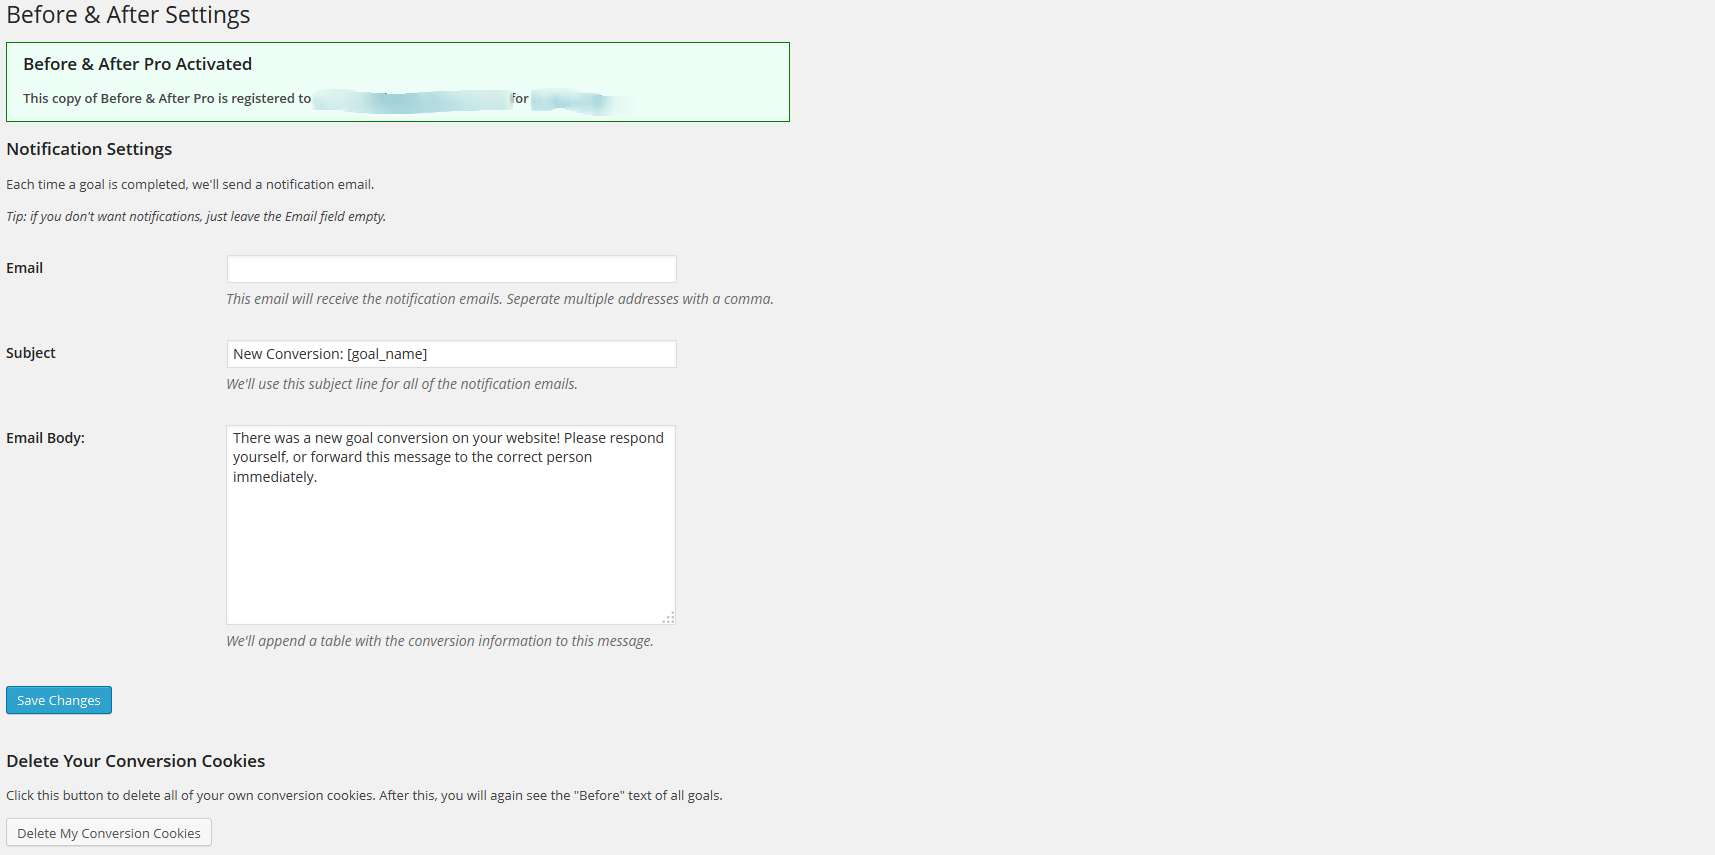 Before & After Settings
Before & After Pro Activated
This copy of Before & After Pro is registered to for
Notification Settings
Each time a goal is completed, we'll send a notification email.
Tip: if you don't want notifications, just leave the Email field empty.
Email
This email will receive the notification emails. Seperate multiple addresses with a comma.
Subject
New Conversion: [goal_name]
We'll use this subject line for all of the notification emails.
Email Body:
There was a new goal conversion on your website! Please respond
yourself, or forward this message to the correct person
immediately.
We'll append a table with the conversion information to this message.
Save Changes
Delete Your Conversion Cookies
Click this button to delete all of your own conversion cookies. After this, you will again see the "Before" text of all goals.
Delete My Conversion Cookies